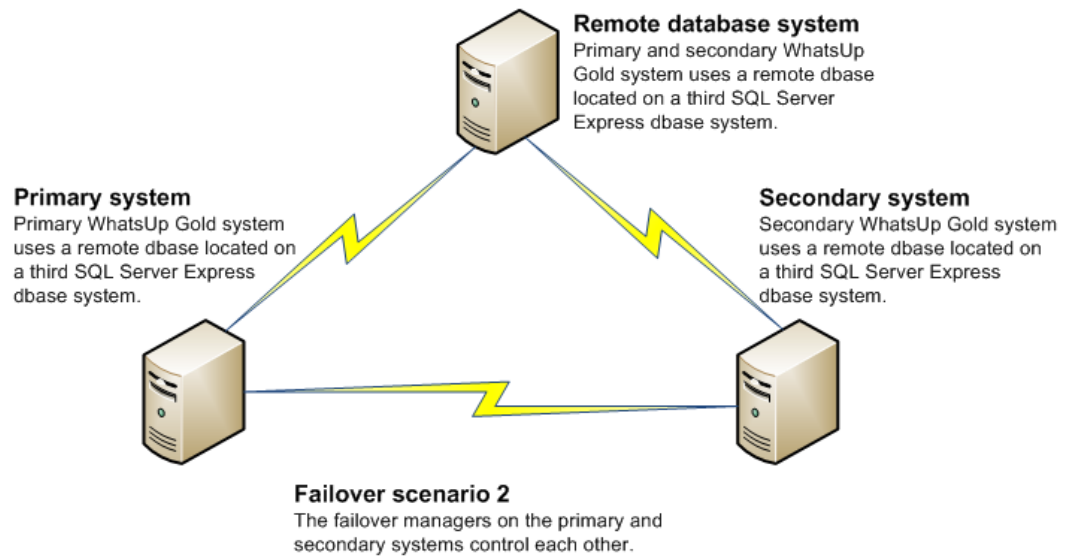 Remote database system
Primary and secondary WhatsUp
Gold system uses a remote dbase
located on a third SQL Server
Express dbase system.
Primary system
Primary WhatsUp Gold system
uses a remote dbase located on
a third SQL Server Express
dbase system.
Secondary system
Secondary WhatsUp Gold system
uses a remote dbase located on
a third SQL Server Express
dbase system.
Failover scenario 2
The failover managers on the primary and
secondary systems control each other.